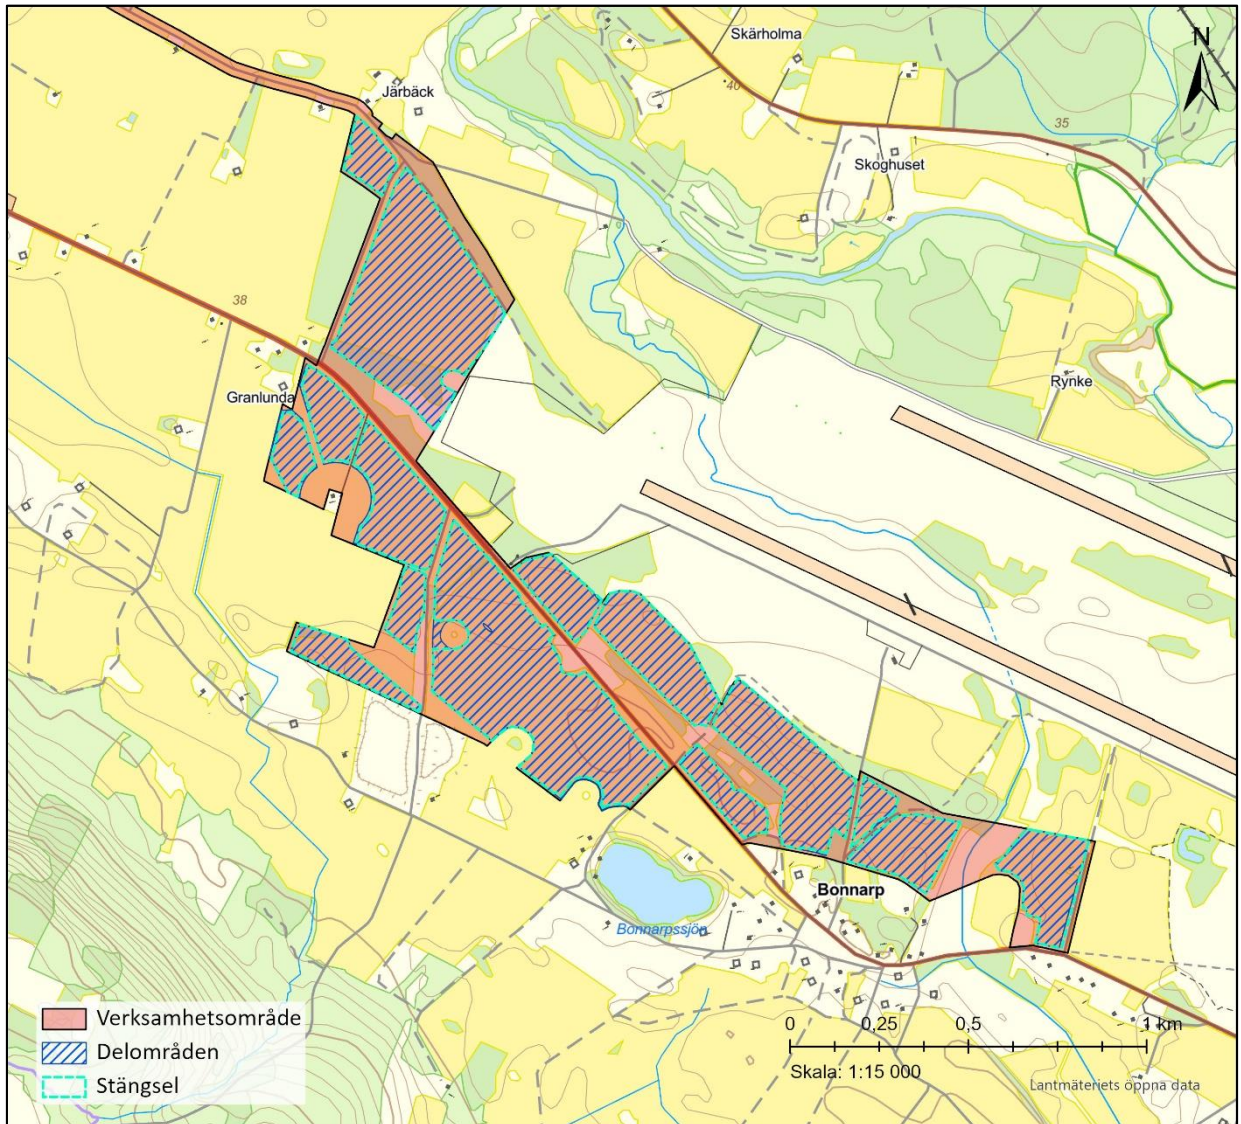 Skärholma
N
Järbäck
40
35
Skoghuset
38
Rynke
Granlunda
Bonnarp
Bonnarpssjön
Verksamhetsområde
Delområden
Stängsel
0 0,25 0,5 1 km
Skala: 1:15 000
Lantmäteriets öppna data